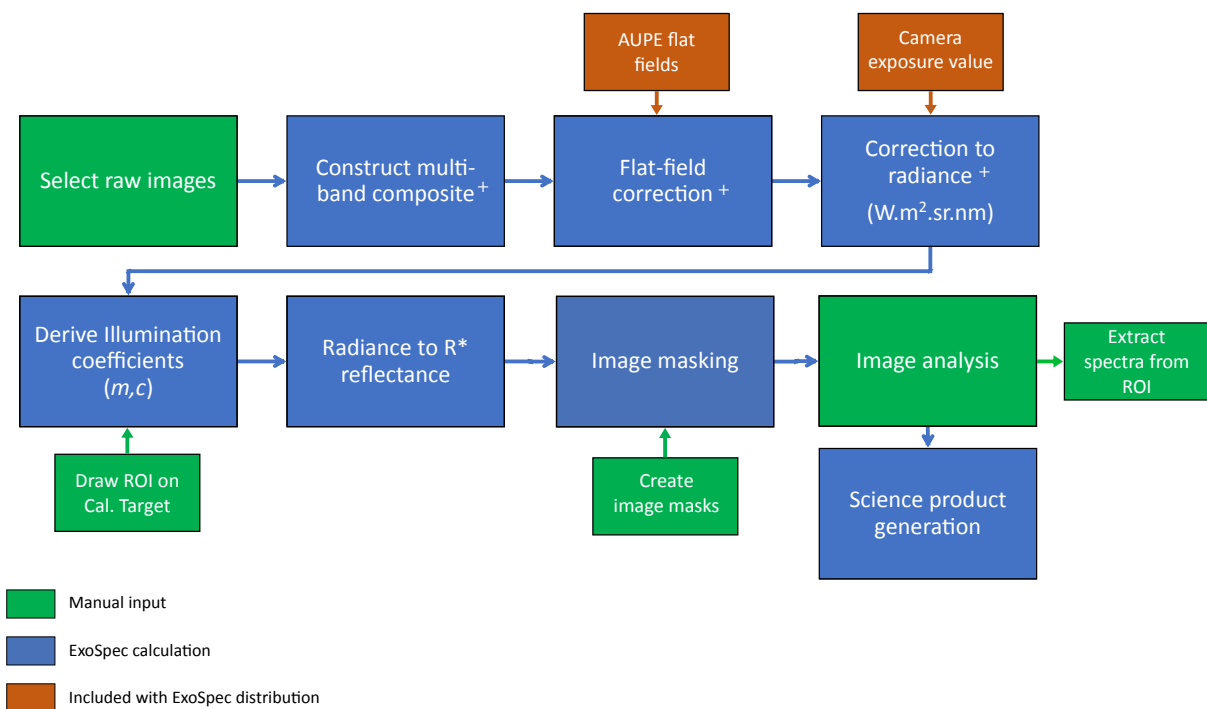 AUPE flat
fields
Camera
exposure value
Select raw images
Construct multi-
band composite⁺
Flat-field
correction ⁺
Correction to
radiance ⁺
(W.m².sr.nm)
Derive Illumination
coefficients
(m,c)
Radiance to R*
reflectance
Image masking
Image analysis
Extract
spectra from
ROI
Draw ROI on
Cal. Target
Create
image masks
Science product
generation
Manual input
ExoSpec calculation
Included with ExoSpec distribution